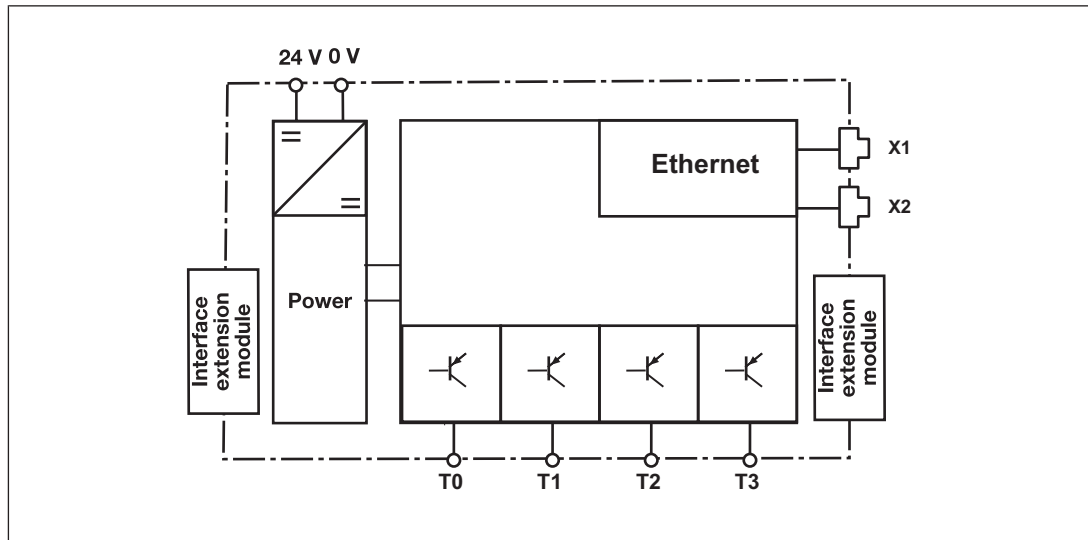 24 V 0 V
Ethernet
X1
X2
Power
Interface
extension
module
Interface
extension
module
T0 T1 T2 T3